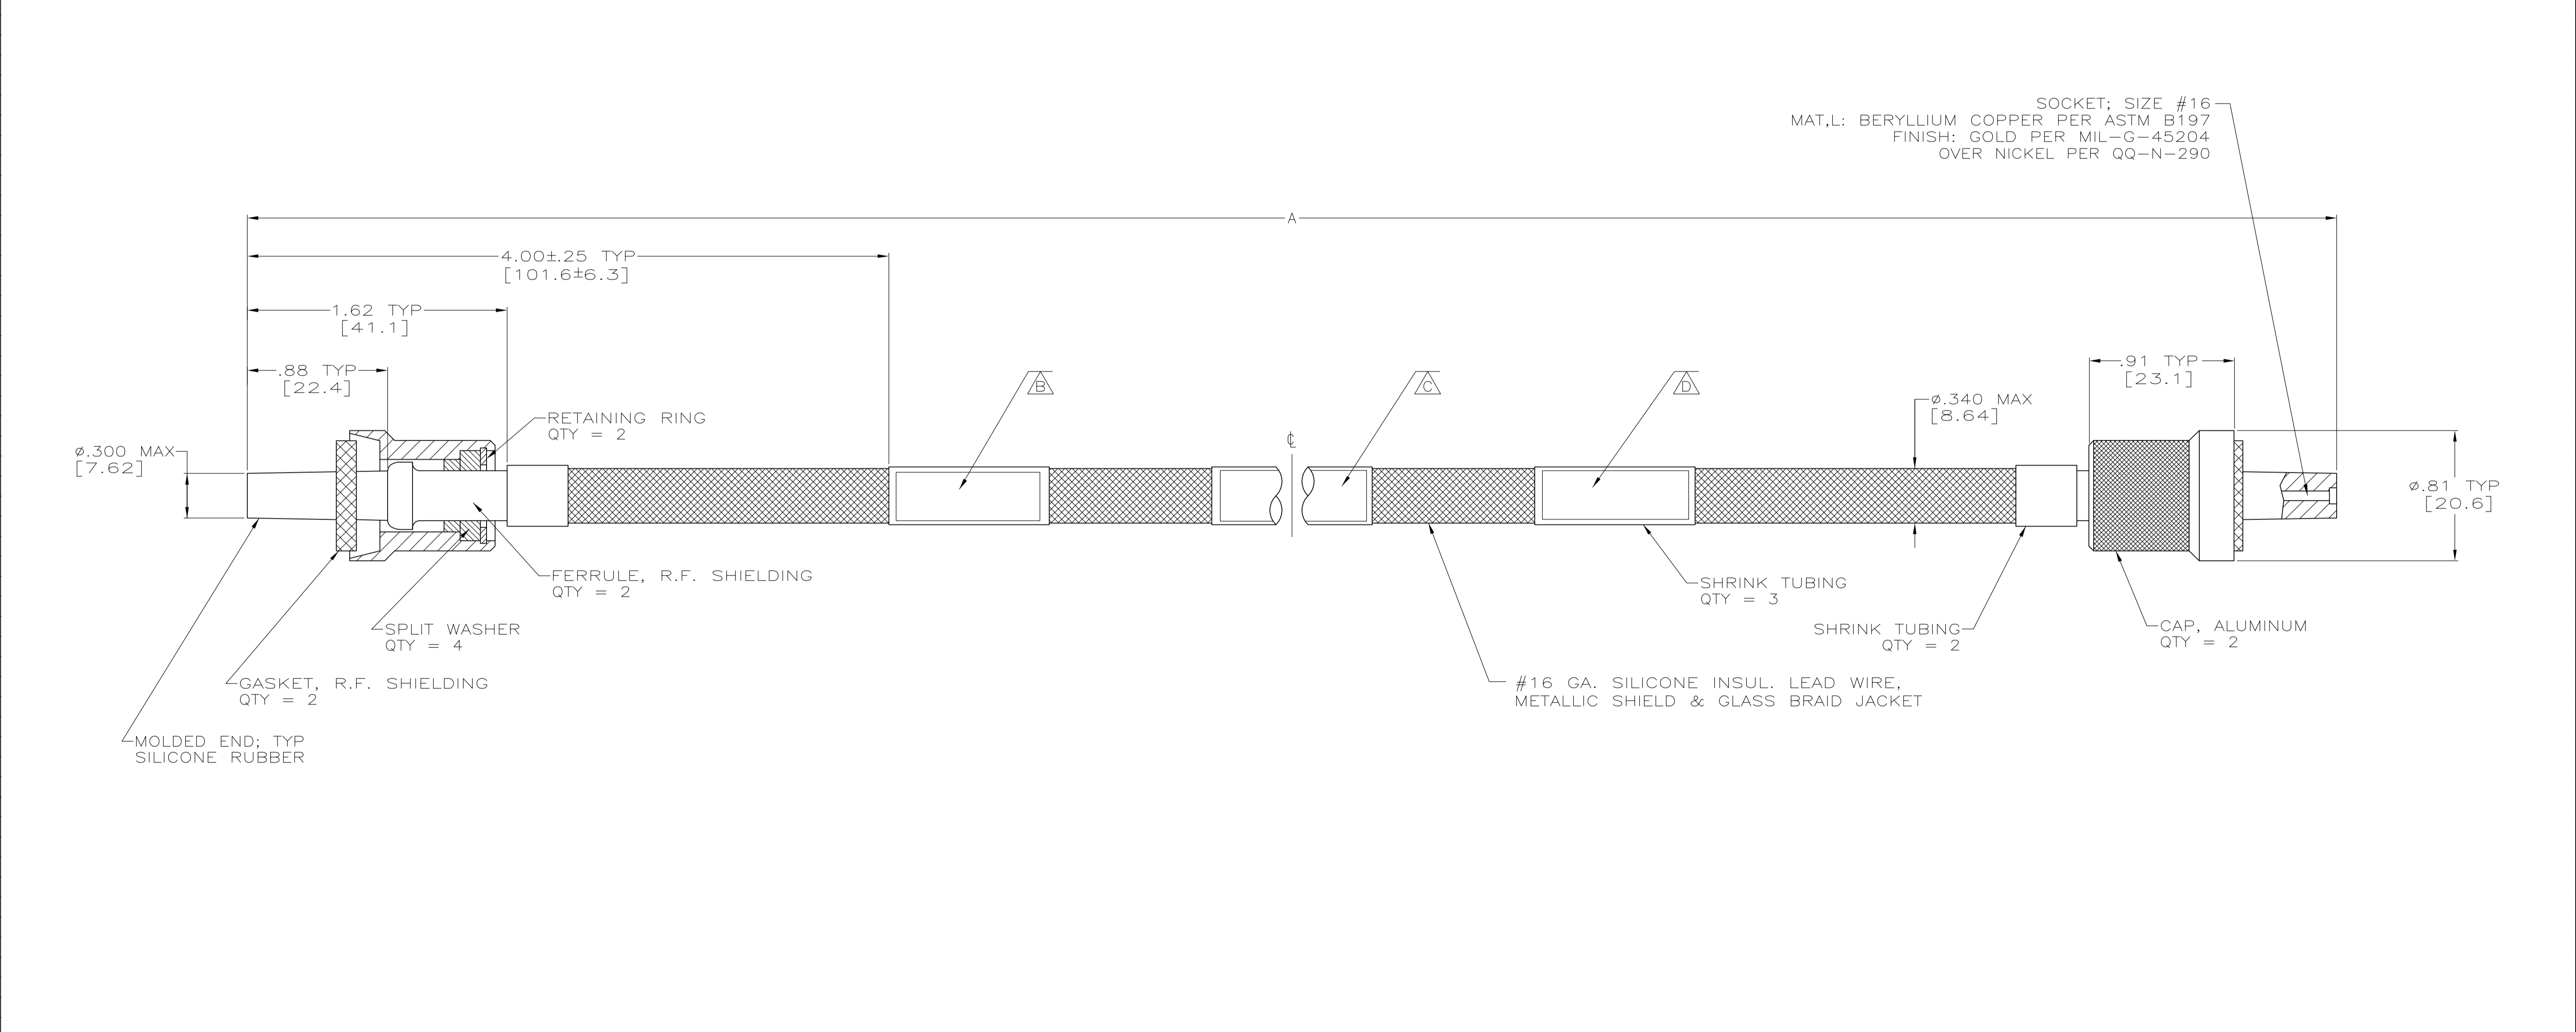 SOCKET; SIZE #16
MAT,L: BERYLLIUM COPPER PER ASTM B197
FINISH: GOLD PER MIL-G-45204
OVER NICKEL PER QQ-N-290
A
4.00±.25 TYP
[101.6±6.3]
1.62 TYP
[41.1]
.88 TYP
[22.4]
B
C
D
.91 TYP
[23.1]
ø.340 MAX
[8.64]
RETAINING RING
QTY = 2
℄
ø.300 MAX
[7.62]
ø.81 TYP
[20.6]
FERRULE, R.F. SHIELDING
QTY = 2
SHRINK TUBING
QTY = 3
SPLIT WASHER
QTY = 4
SHRINK TUBING
QTY = 2
CAP, ALUMINUM
QTY = 2
GASKET, R.F. SHIELDING
QTY = 2
#16 GA. SILICONE INSUL. LEAD WIRE,
METALLIC SHIELD & GLASS BRAID JACKET
MOLDED END; TYP
SILICONE RUBBER